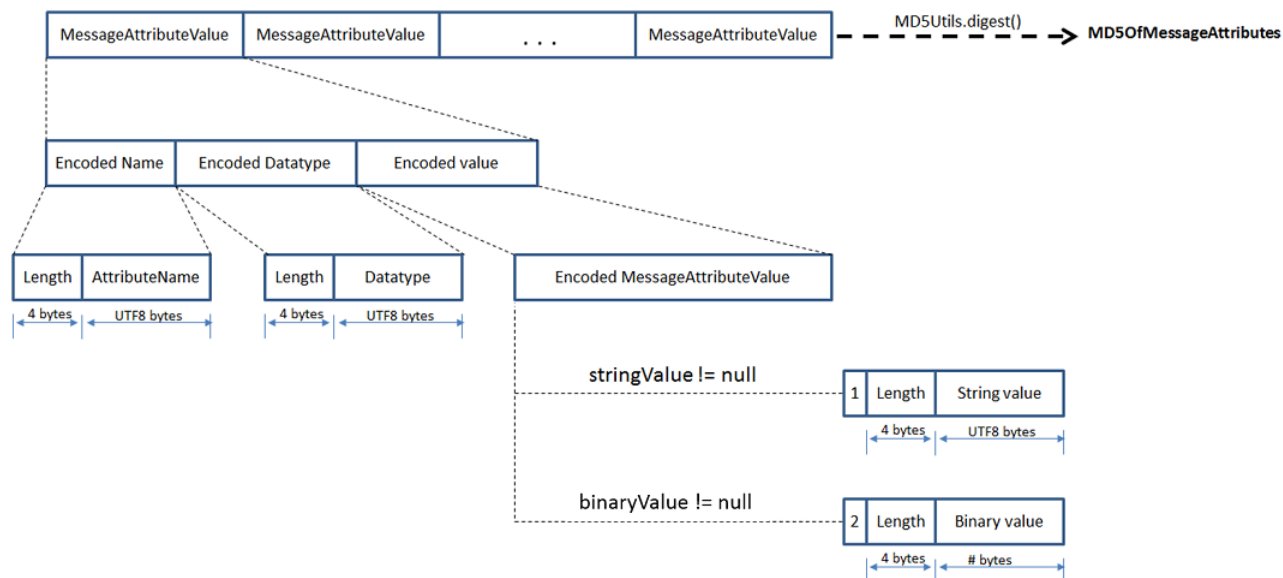 MessageAttributeValue MessageAttributeValue . . . MessageAttributeValue MD5Utils.digest() MD5OfMessageAttributes
Encoded Name Encoded Datatype Encoded value
Length AttributeName Length Datatype Encoded MessageAttributeValue
4 bytes UTF8 bytes 4 bytes UTF8 bytes
stringValue != null 1 Length String value
4 bytes UTF8 bytes
binaryValue != null 2 Length Binary value
4 bytes # bytes